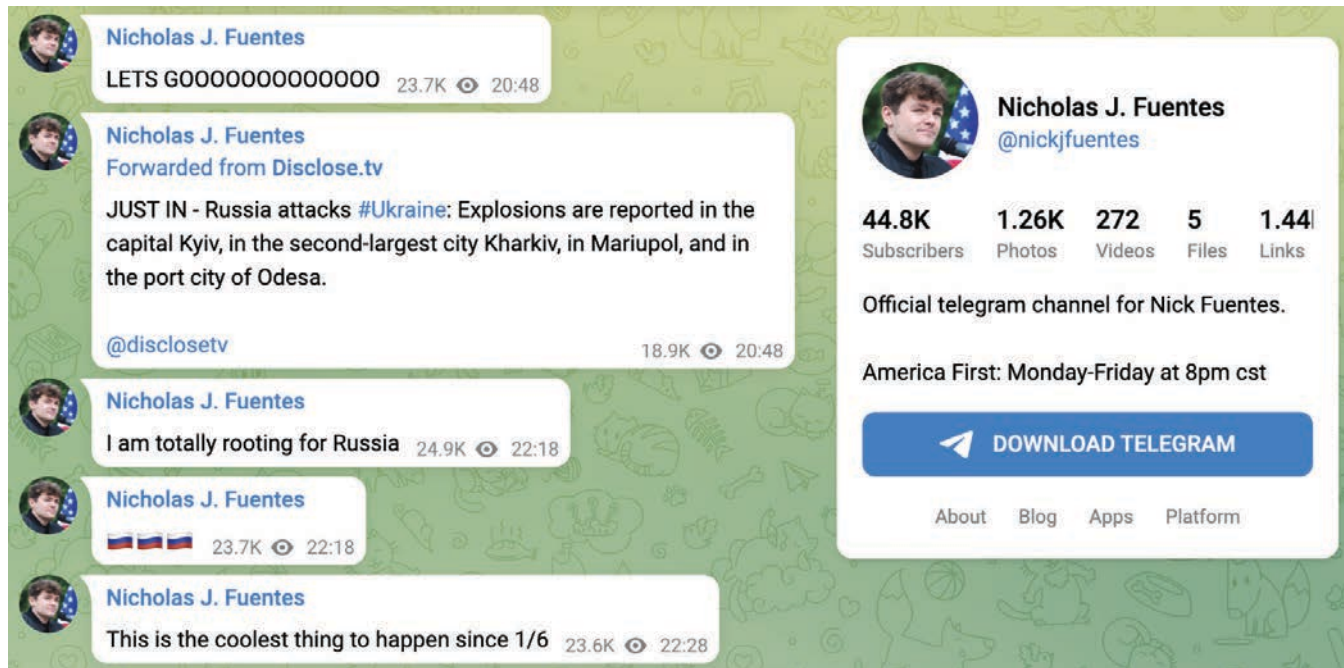 Nicholas J. Fuentes
LETS GOOOOOOOOOOOOOO 23.7K 20:48
Nicholas J. Fuentes
Forwarded from Disclose.tv
JUST IN - Russia attacks #Ukraine: Explosions are reported in the
capital Kyiv, in the second-largest city Kharkiv, in Mariupol, and in
the port city of Odesa.
@disclosetv 18.9K 20:48
Nicholas J. Fuentes
I am totally rooting for Russia 24.9K 22:18
Nicholas J. Fuentes
🇷🇺🇷🇺🇷🇺 23.7K 22:18
Nicholas J. Fuentes
This is the coolest thing to happen since 1/6 23.6K 22:28
Nicholas J. Fuentes
@nickjfuentes
44.8K 1.26K 272 5 1.44
Subscribers Photos Videos Files Links
Official telegram channel for Nick Fuentes.
America First: Monday-Friday at 8pm cst
DOWNLOAD TELEGRAM
About Blog Apps Platform